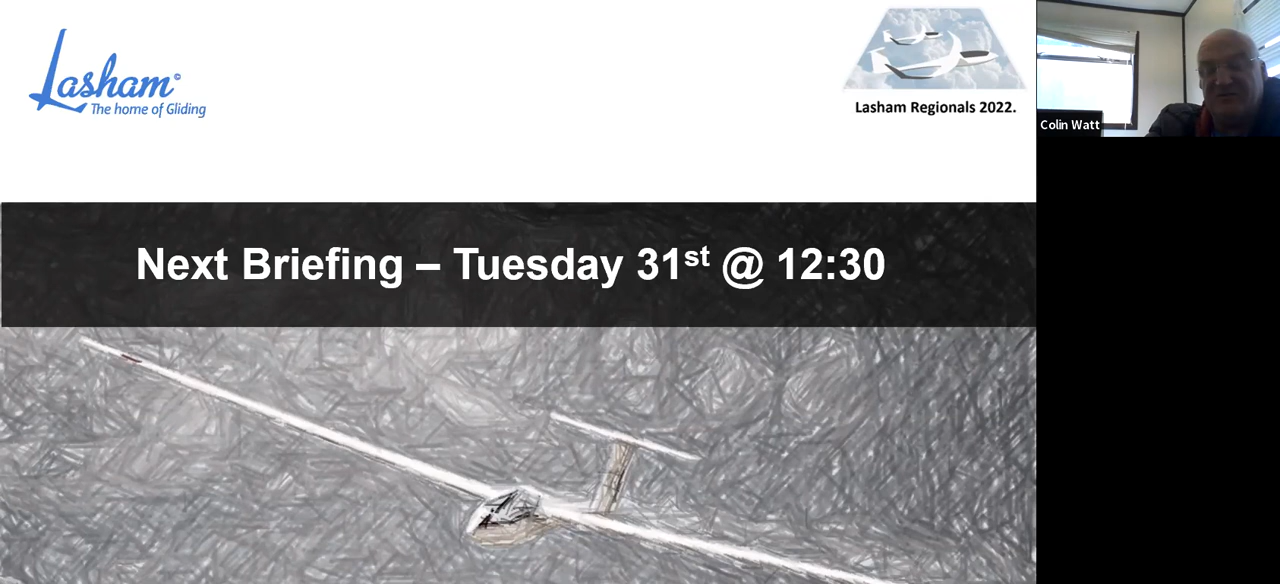 Lasham©
The home of Gliding
Lasham Regionals 2022.
Colin Watt
Next Briefing – Tuesday 31st @ 12:30